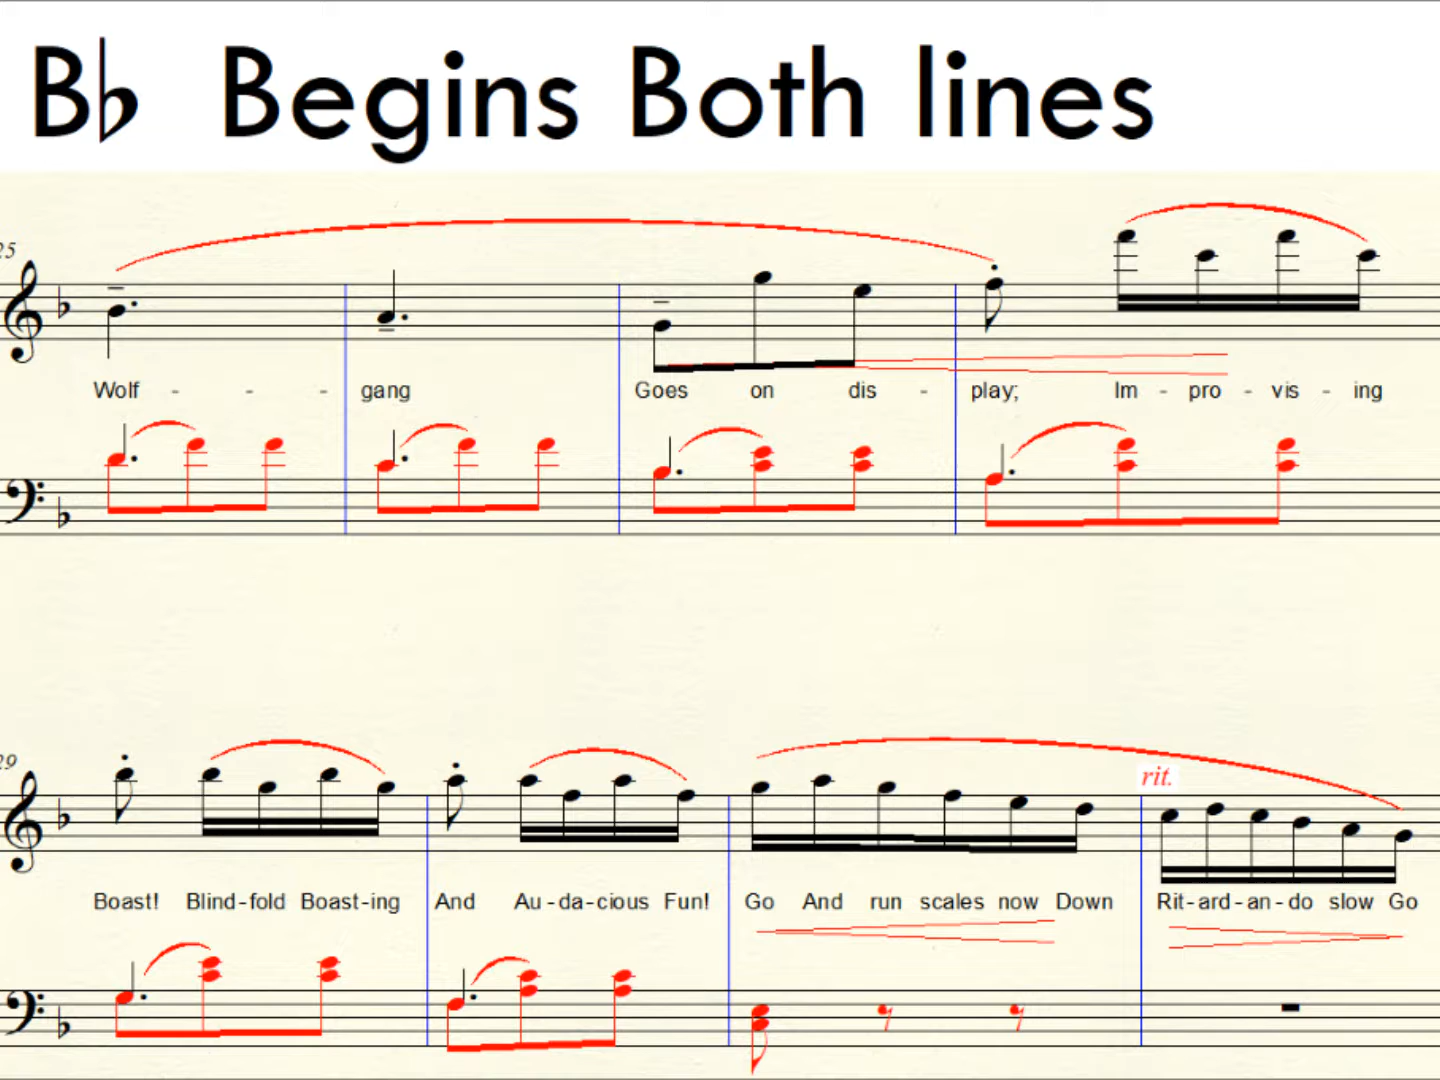 B♭ Begins Both lines
25
Wolf - - - gang Goes on dis - play; Im - pro - vis - ing
29
rit.
Boast! Blind-fold Boast-ing And Au-da-cious Fun! Go And run scales now Down Rit-ard-an-do slow Go